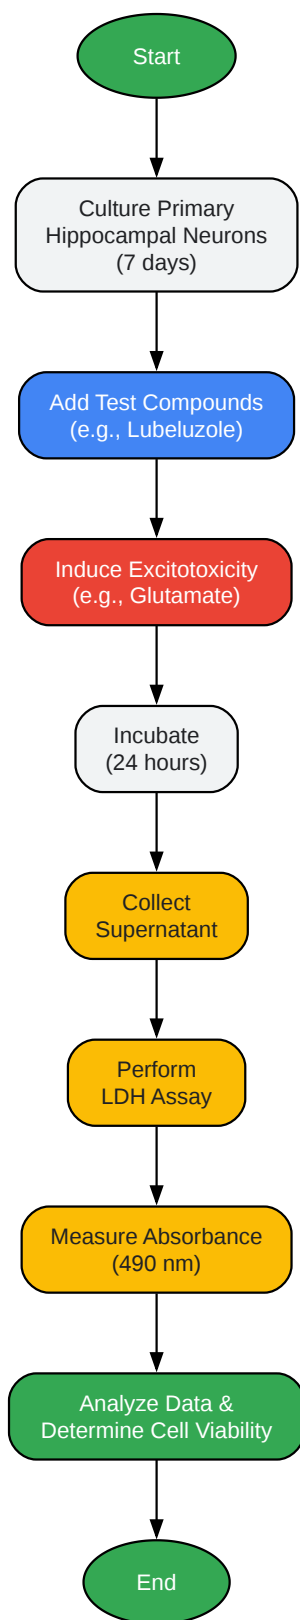 Start
Culture Primary
Hippocampal Neurons
(7 days)
Add Test Compounds
(e.g., Lubeluzole)
Induce Excitotoxicity
(e.g., Glutamate)
Incubate
(24 hours)
Collect
Supernatant
Perform
LDH Assay
Measure Absorbance
(490 nm)
Analyze Data &
Determine Cell Viability
End